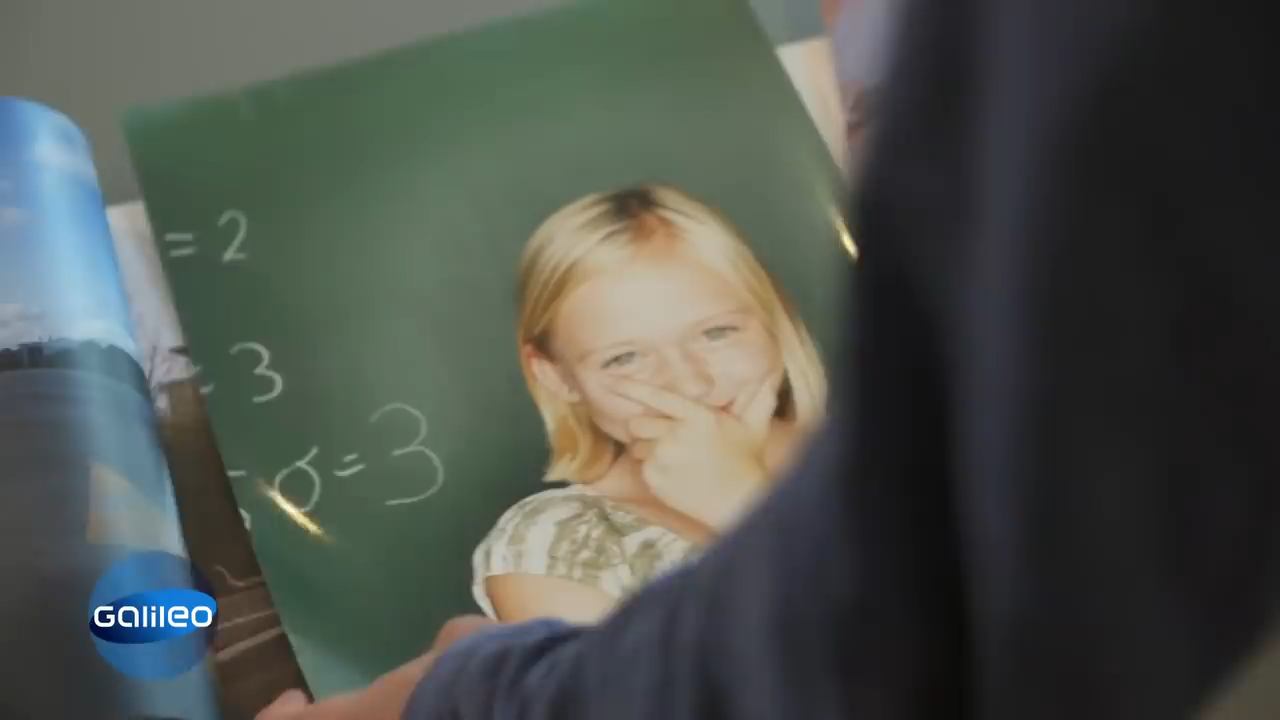 = 2
= 3
σ = 3
Galileo